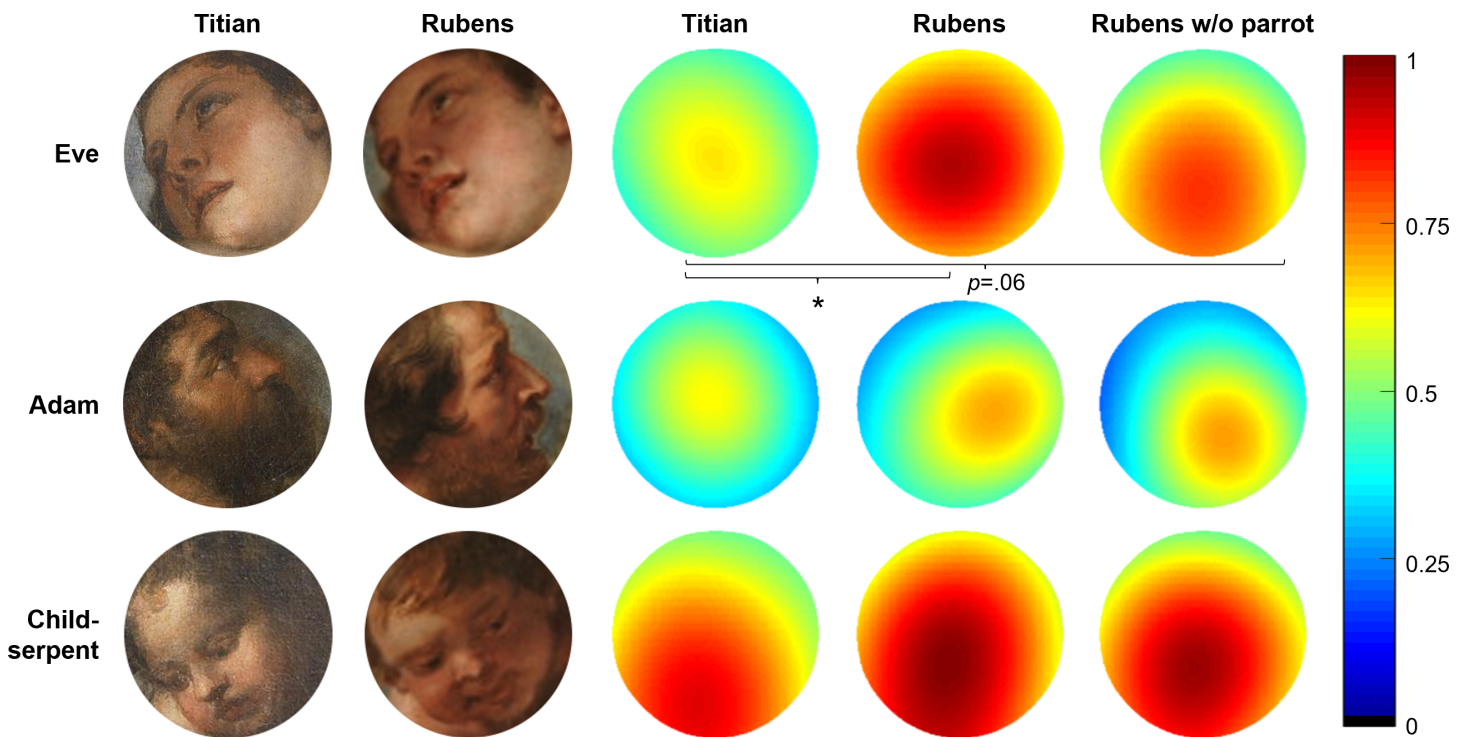 Titian Rubens Titian Rubens Rubens w/o parrot
1
Eve
0.75
p=.06
*
0.5
Adam
0.25
Child-
serpent
0